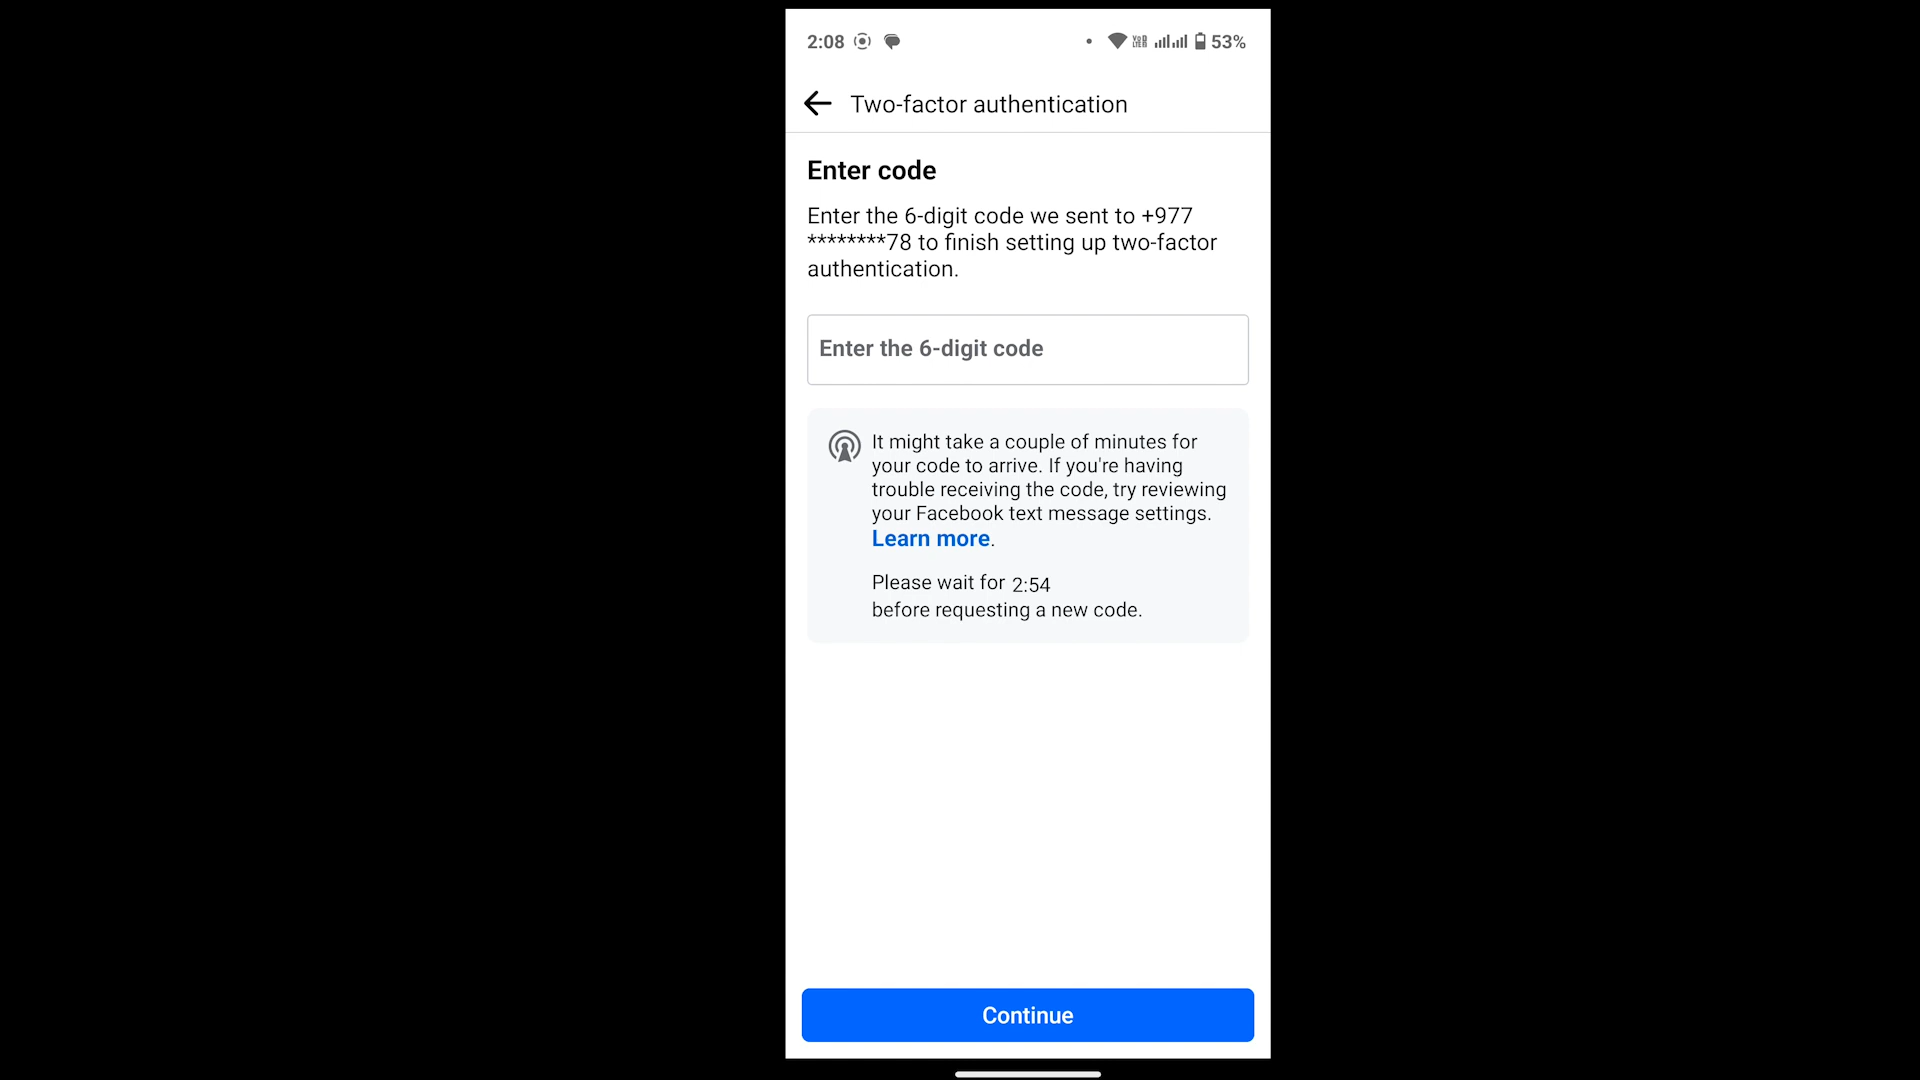 2:08 53%
Two-factor authentication
Enter code
Enter the 6-digit code we sent to +977
********78 to finish setting up two-factor
authentication.
Enter the 6-digit code
It might take a couple of minutes for
your code to arrive. If you're having
trouble receiving the code, try reviewing
your Facebook text message settings.
Learn more.
Please wait for 2:54
before requesting a new code.
Continue